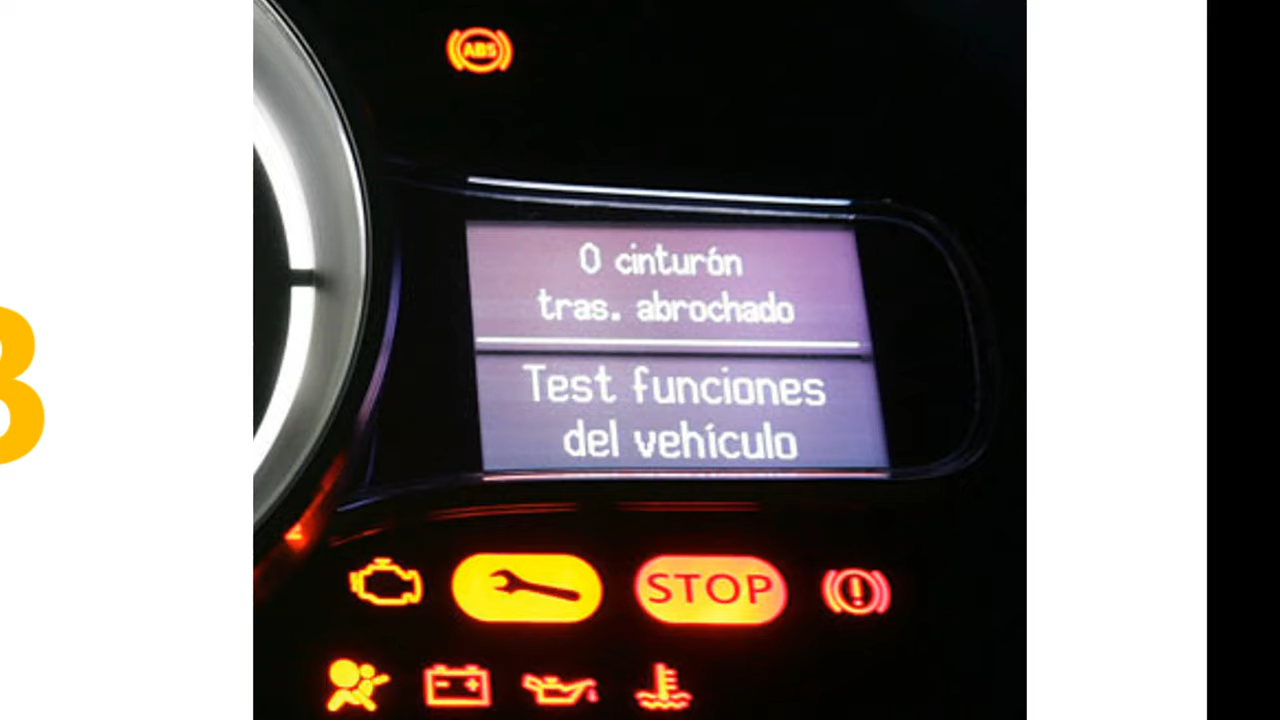 ABS
0 cinturón
tras. abrochado
Test funciones
del vehículo
STOP